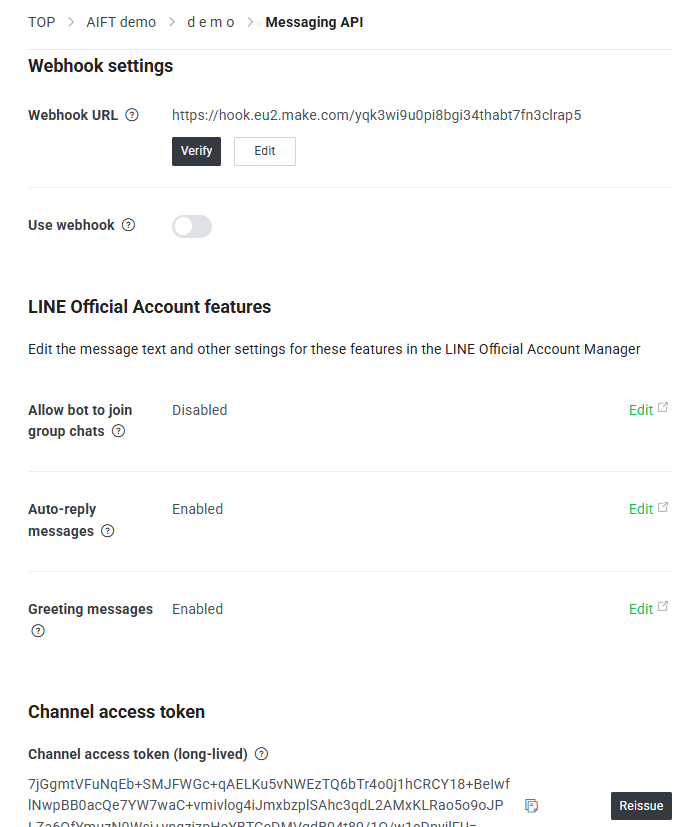 TOP > AIFT demo > d e m o > Messaging API
Webhook settings
Webhook URL ? https://hook.eu2.make.com/yqk3wi9u0pi8bgi34thabt7fn3clrap5
Verify Edit
Use webhook ?
LINE Official Account features
Edit the message text and other settings for these features in the LINE Official Account Manager
Allow bot to join Disabled Edit
group chats ?
Auto-reply Enabled Edit
messages ?
Greeting messages Enabled Edit
?
Channel access token
Channel access token (long-lived) ?
7jGgmtVFuNqEb+SMJFWGc+qAELKu5vNWEzTQ6bTr4o0j1hCRCY18+BeIwf
lNwpBB0acQe7YW7waC+vmivlog4iJmxbzplSAhc3qdL2AMxKLRao5o9oJP
Reissue